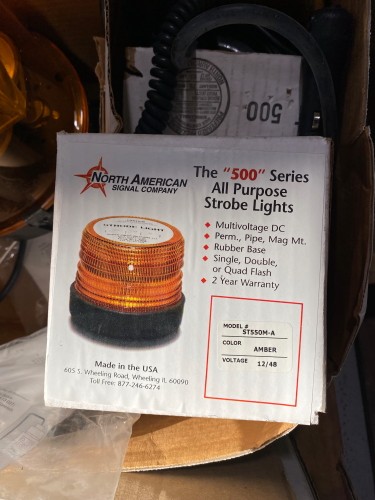 500
NORTH AMERICAN
SIGNAL COMPANY
The "500" Series
All Purpose
Strobe Lights
Multivoltage DC
Perm., Pipe, Mag Mt.
Rubber Base
Single, Double,
or Quad Flash
2 Year Warranty
STROBE LIGHT
MODEL #
ST550M-A
COLOR
AMBER
VOLTAGE
12/48
Made in the USA
605 S. Wheeling Road, Wheeling IL 60090
Toll Free: 877-246-6274